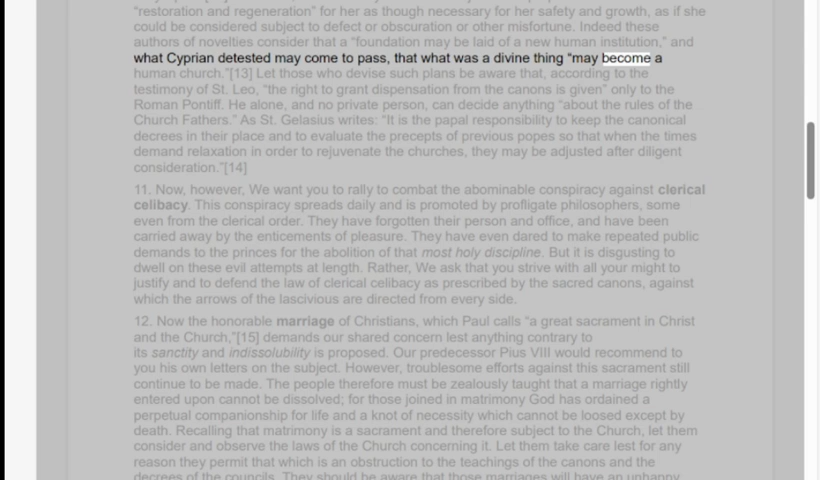 "restoration and regeneration" for her as though necessary for her safety and growth, as if she
could be considered subject to defect or obscuration or other misfortune. Indeed these
authors of novelties consider that a "foundation may be laid of a new human institution," and
what Cyprian detested may come to pass, that what was a divine thing "may become a
human church."[13] Let those who devise such plans be aware that, according to the
testimony of St. Leo, "the right to grant dispensation from the canons is given" only to the
Roman Pontiff. He alone, and no private person, can decide anything "about the rules of the
Church Fathers." As St. Gelasius writes: "It is the papal responsibility to keep the canonical
decrees in their place and to evaluate the precepts of previous popes so that when the times
demand relaxation in order to rejuvenate the churches, they may be adjusted after diligent
consideration."[14]
11. Now, however, We want you to rally to combat the abominable conspiracy against clerical
celibacy. This conspiracy spreads daily and is promoted by profligate philosophers, some
even from the clerical order. They have forgotten their person and office, and have been
carried away by the enticements of pleasure. They have even dared to make repeated public
demands to the princes for the abolition of that most holy discipline. But it is disgusting to
dwell on these evil attempts at length. Rather, We ask that you strive with all your might to
justify and to defend the law of clerical celibacy as prescribed by the sacred canons, against
which the arrows of the lascivious are directed from every side.
12. Now the honorable marriage of Christians, which Paul calls "a great sacrament in Christ
and the Church,"[15] demands our shared concern lest anything contrary to
its sanctity and indissolubility is proposed. Our predecessor Pius VIII would recommend to
you his own letters on the subject. However, troublesome efforts against this sacrament still
continue to be made. The people therefore must be zealously taught that a marriage rightly
entered upon cannot be dissolved; for those joined in matrimony God has ordained a
perpetual companionship for life and a knot of necessity which cannot be loosed except by
death. Recalling that matrimony is a sacrament and therefore subject to the Church, let them
consider and observe the laws of the Church concerning it. Let them take care lest for any
reason they permit that which is an obstruction to the teachings of the canons and the
decrees of the councils. They should be aware that those marriages will have an unhappy